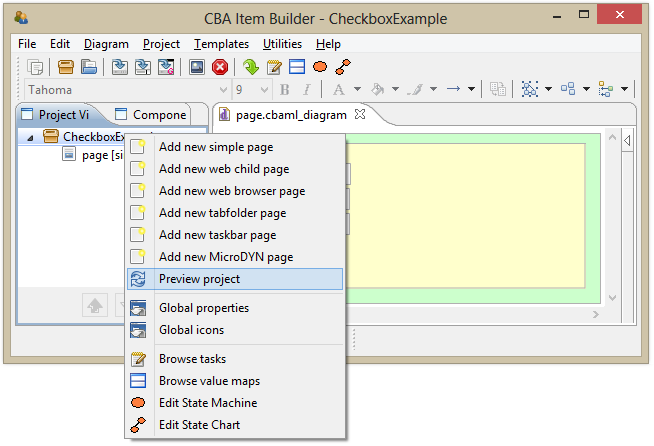 CBA Item Builder - CheckboxExample
File Edit Diagram Project Templates Utilities Help
Tahoma 9 B I A
Project Vi Compone page.cbaml_diagram
CheckboxEx
page [si
Add new simple page
Add new web child page
Add new web browser page
Add new tabfolder page
Add new taskbar page
Add new MicroDYN page
Preview project
Global properties
Global icons
Browse tasks
Browse value maps
Edit State Machine
Edit State Chart